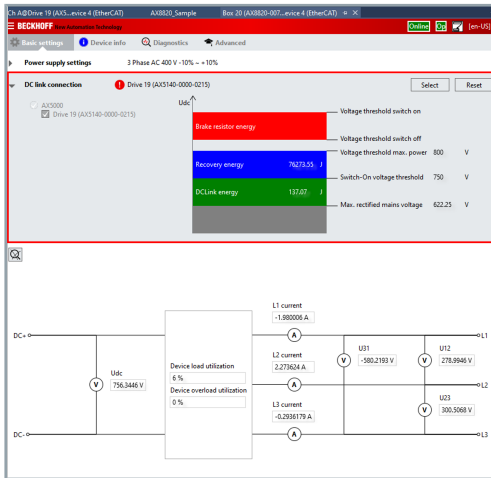 Ch A@Drive 19 (AX5...evice 4 (EtherCAT) AX8820_Sample Box 20 (AX8820-007...evice 4 (EtherCAT)
BECKHOFF New automation technology Online Op [en-US]
Basic settings Device info Diagnostics Advanced
Power supply settings 3 Phase AC 400 V -10% - +10%
DC link connection Drive 19 (AX5140-0000-0215) Select Reset
AX5000
Drive 19 (AX5140-0000-0215)
Udc
Voltage threshold switch on
Brake resistor energy
Voltage threshold switch off
Voltage threshold max. power 800 V
Recovery energy 76273.55 J
Switch-On voltage threshold 750 V
DCLink energy 137.07 J
Max. rectified mains voltage 622.25 V
L1 current
-1.980006 A
DC+ A L1
U31 U12
V -580.2193 V V 278.9946 V
L2 current
2.273624 A
Udc
V 756.3446 V
Device load utilization
6 %
A L2
Device overload utilization
0 %
U23
V 300.5068 V
L3 current
-0.2936179 A
DC- A L3